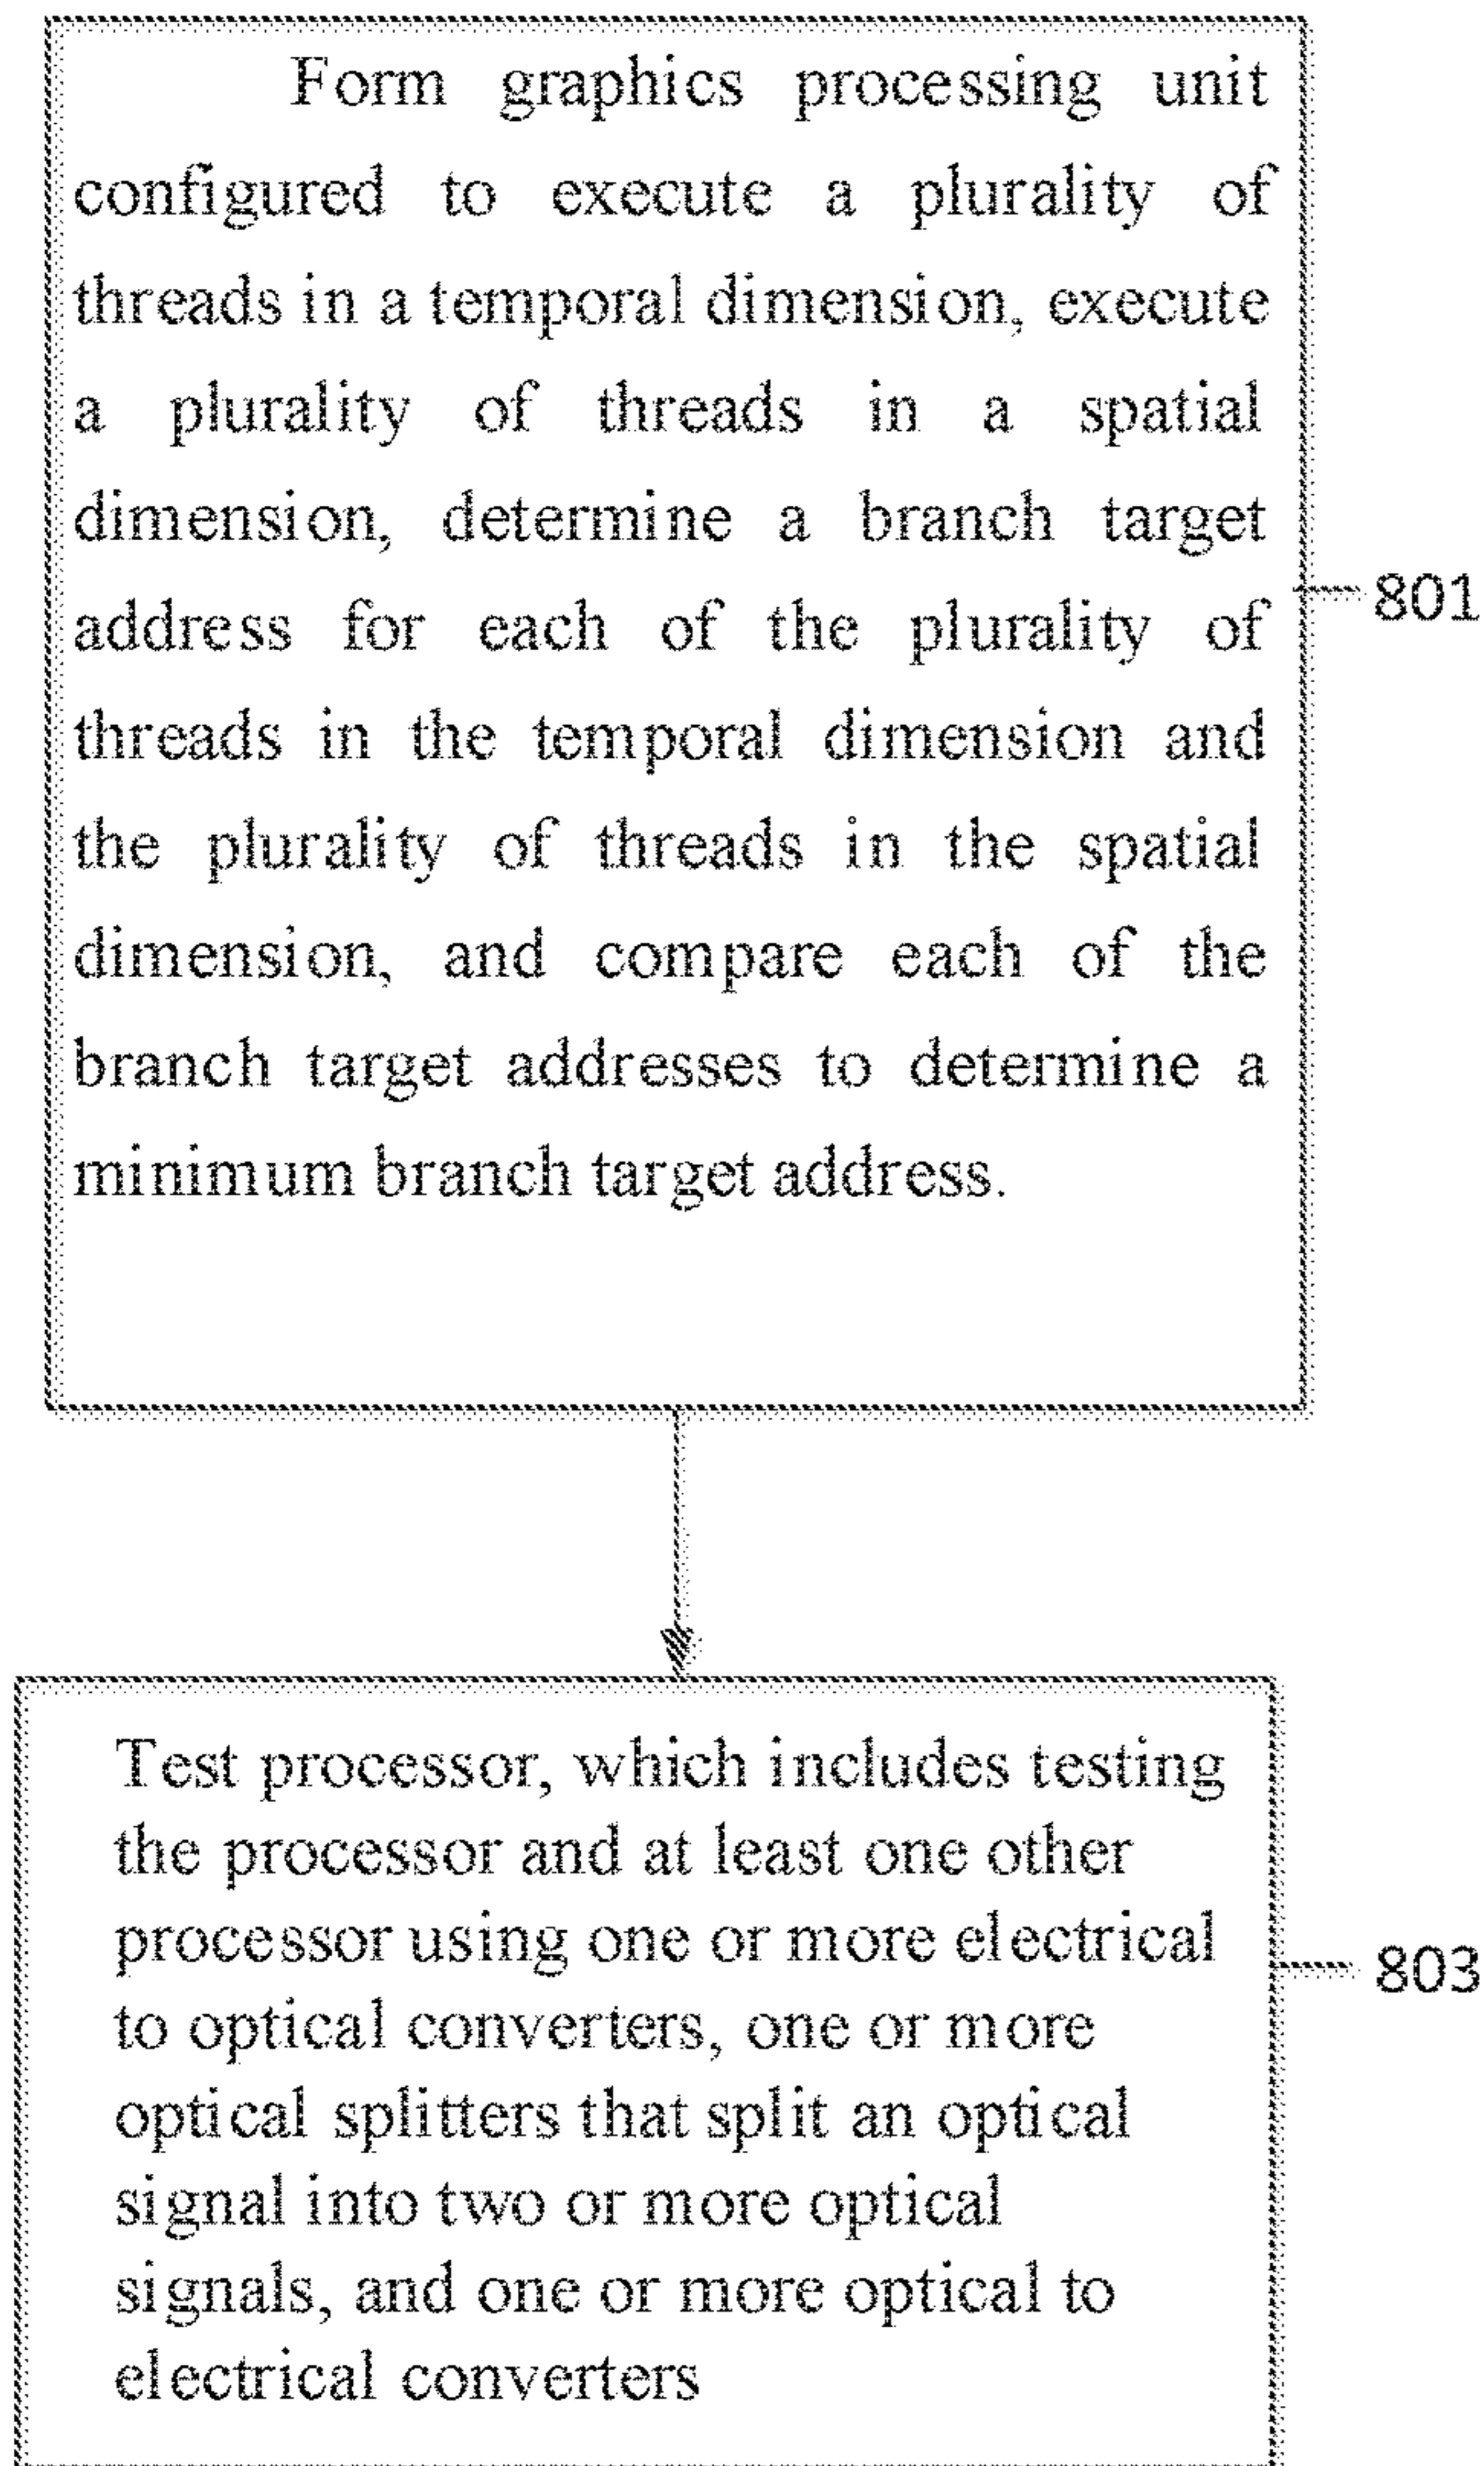 Form graphics processing unit
configured to execute a plurality of
threads in a temporal dimension, execute
a plurality of threads in a spatial
dimension, determine a branch target
address for each of the plurality of
threads in the temporal dimension and
the plurality of threads in the spatial
dimension, and compare each of the
branch target addresses to determine a
minimum branch target address.
801
Test processor, which includes testing
the processor and at least one other
processor using one or more electrical
to optical converters, one or more
optical splitters that split an optical
signal into two or more optical
signals, and one or more optical to
electrical converters
803